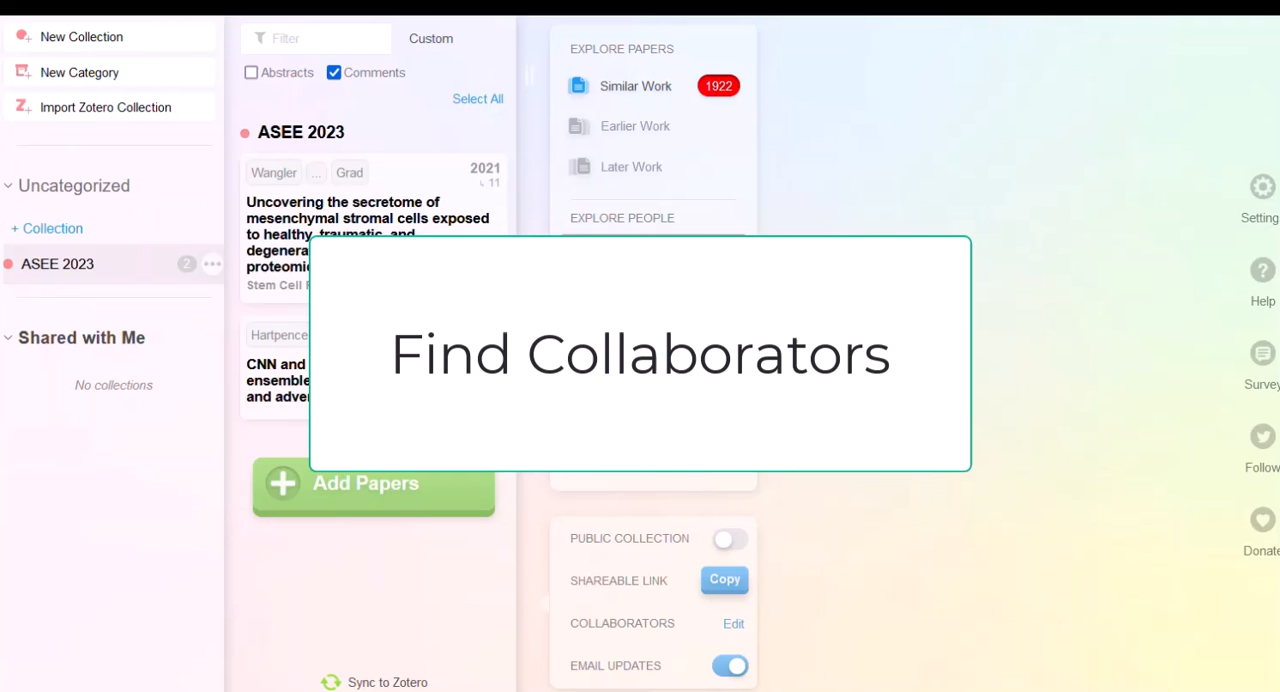 New Collection
New Category
Import Zotero Collection
Uncategorized
+ Collection
ASEE 2023
2
Shared with Me
No collections
Filter
Custom
Abstracts
Comments
Select All
ASEE 2023
Wangler
...
Grad
2021
11
Uncovering the secretome of
mesenchymal stromal cells exposed
to healthy, traumatic, and
degenera
proteomi
Stem Cell
Hartpence
CNN and
ensemble
and adve
Add Papers
Sync to Zotero
EXPLORE PAPERS
Similar Work
1922
Earlier Work
Later Work
EXPLORE PEOPLE
Find Collaborators
PUBLIC COLLECTION
SHAREABLE LINK
Copy
COLLABORATORS
Edit
EMAIL UPDATES
Setting
?
Help
Survey
Follow
Donate